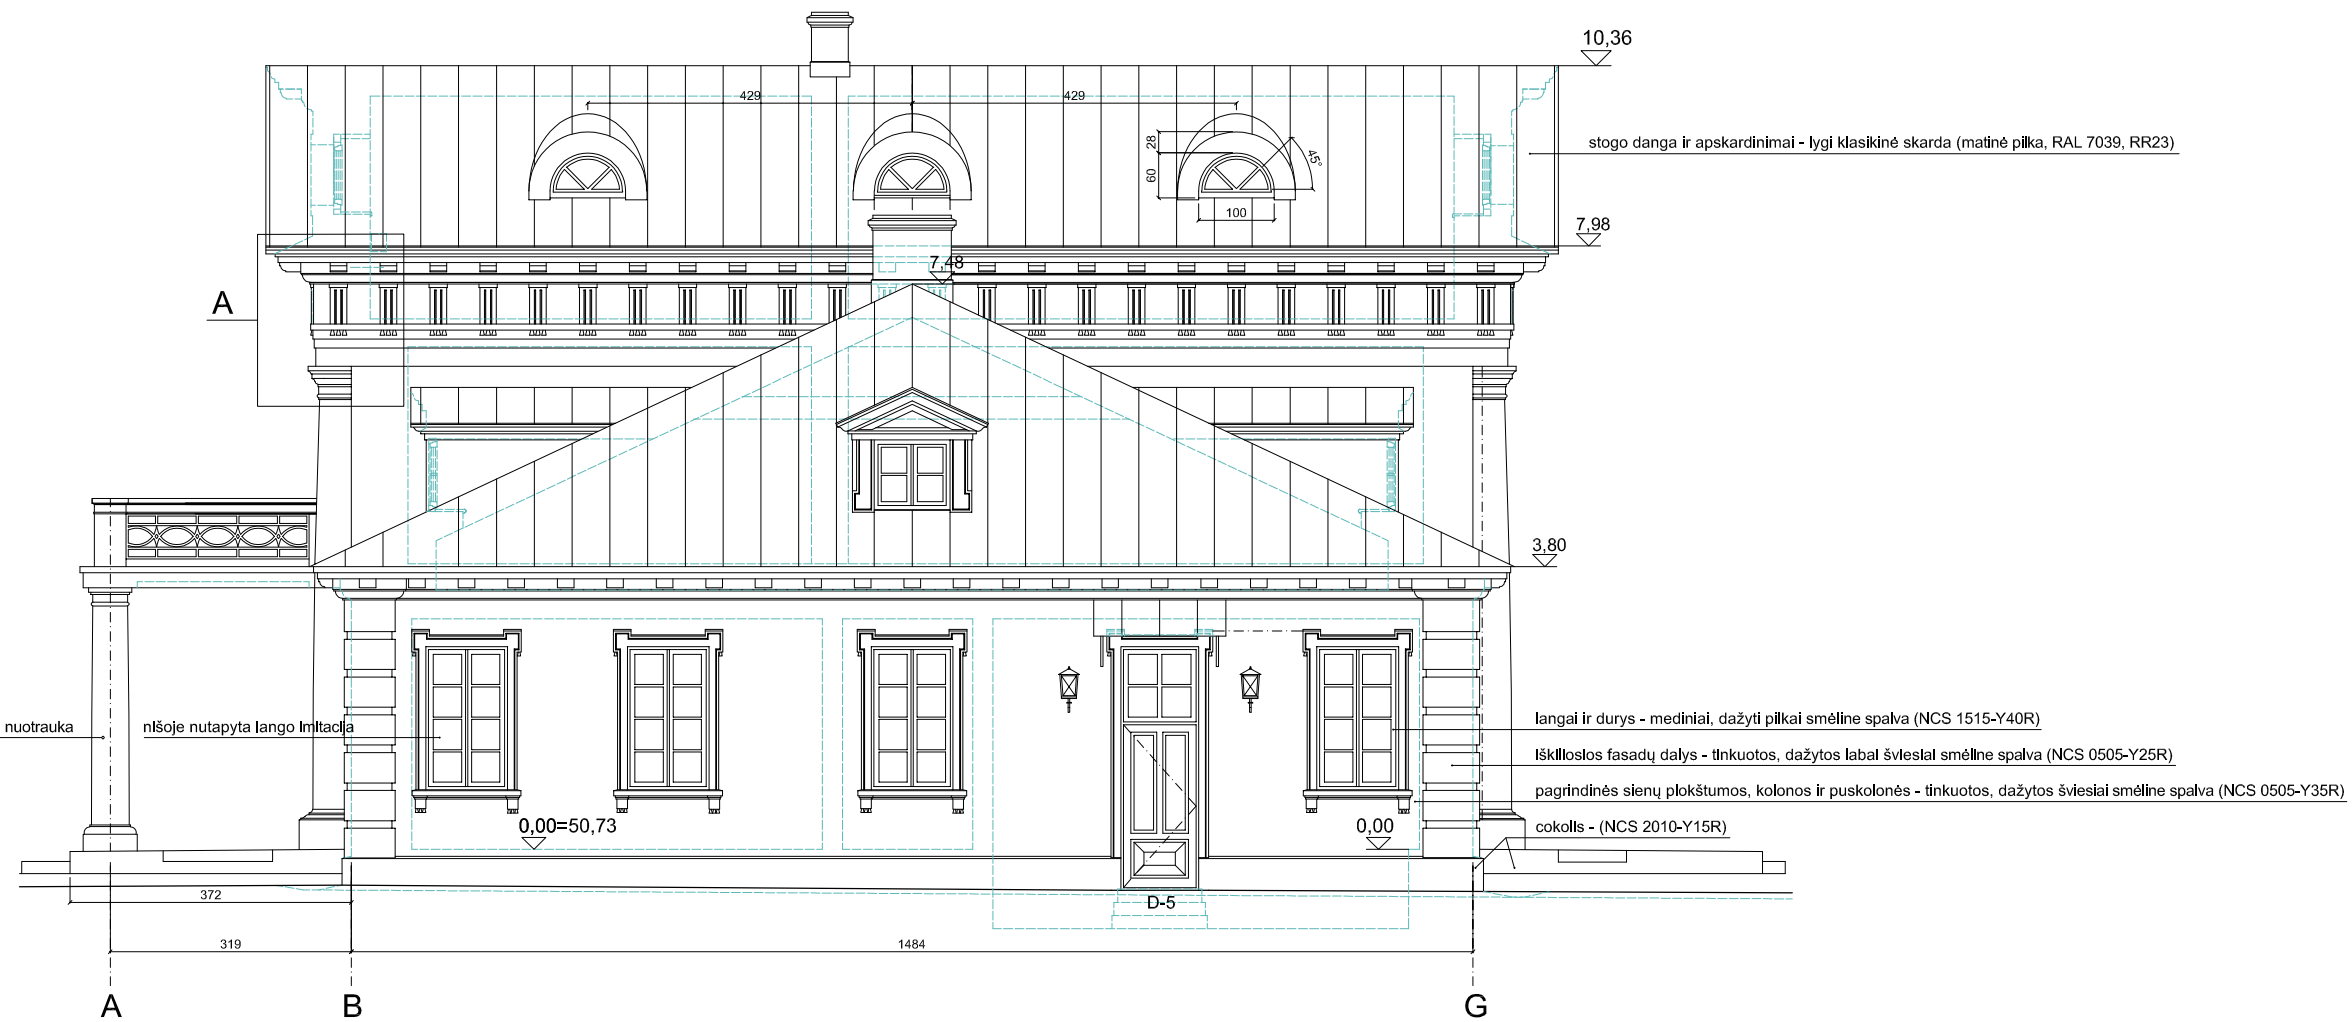 10,36
429
429
28
45°
60
100
stogo danga ir apskardinimai - lygi klasikinė skarda (matinė pilka, RAL 7039, RR23)
7,98
7,48
A
3,80
nuotrauka
nišoje nutapyta lango imitacija
langai ir durys - mediniai, dažyti pilkai smėline spalva (NCS 1515-Y40R)
iškiliosios fasadų dalys - tinkuotos, dažytos labai šviesiai smėline spalva (NCS 0505-Y25R)
pagrindinės sienų plokštumos, kolonos ir puskolonės - tinkuotos, dažytos šviesiai smėline spalva (NCS 0505-Y35R)
0,00=50,73
0,00
cokolis - (NCS 2010-Y15R)
372
D-5
319
1484
A
B
G